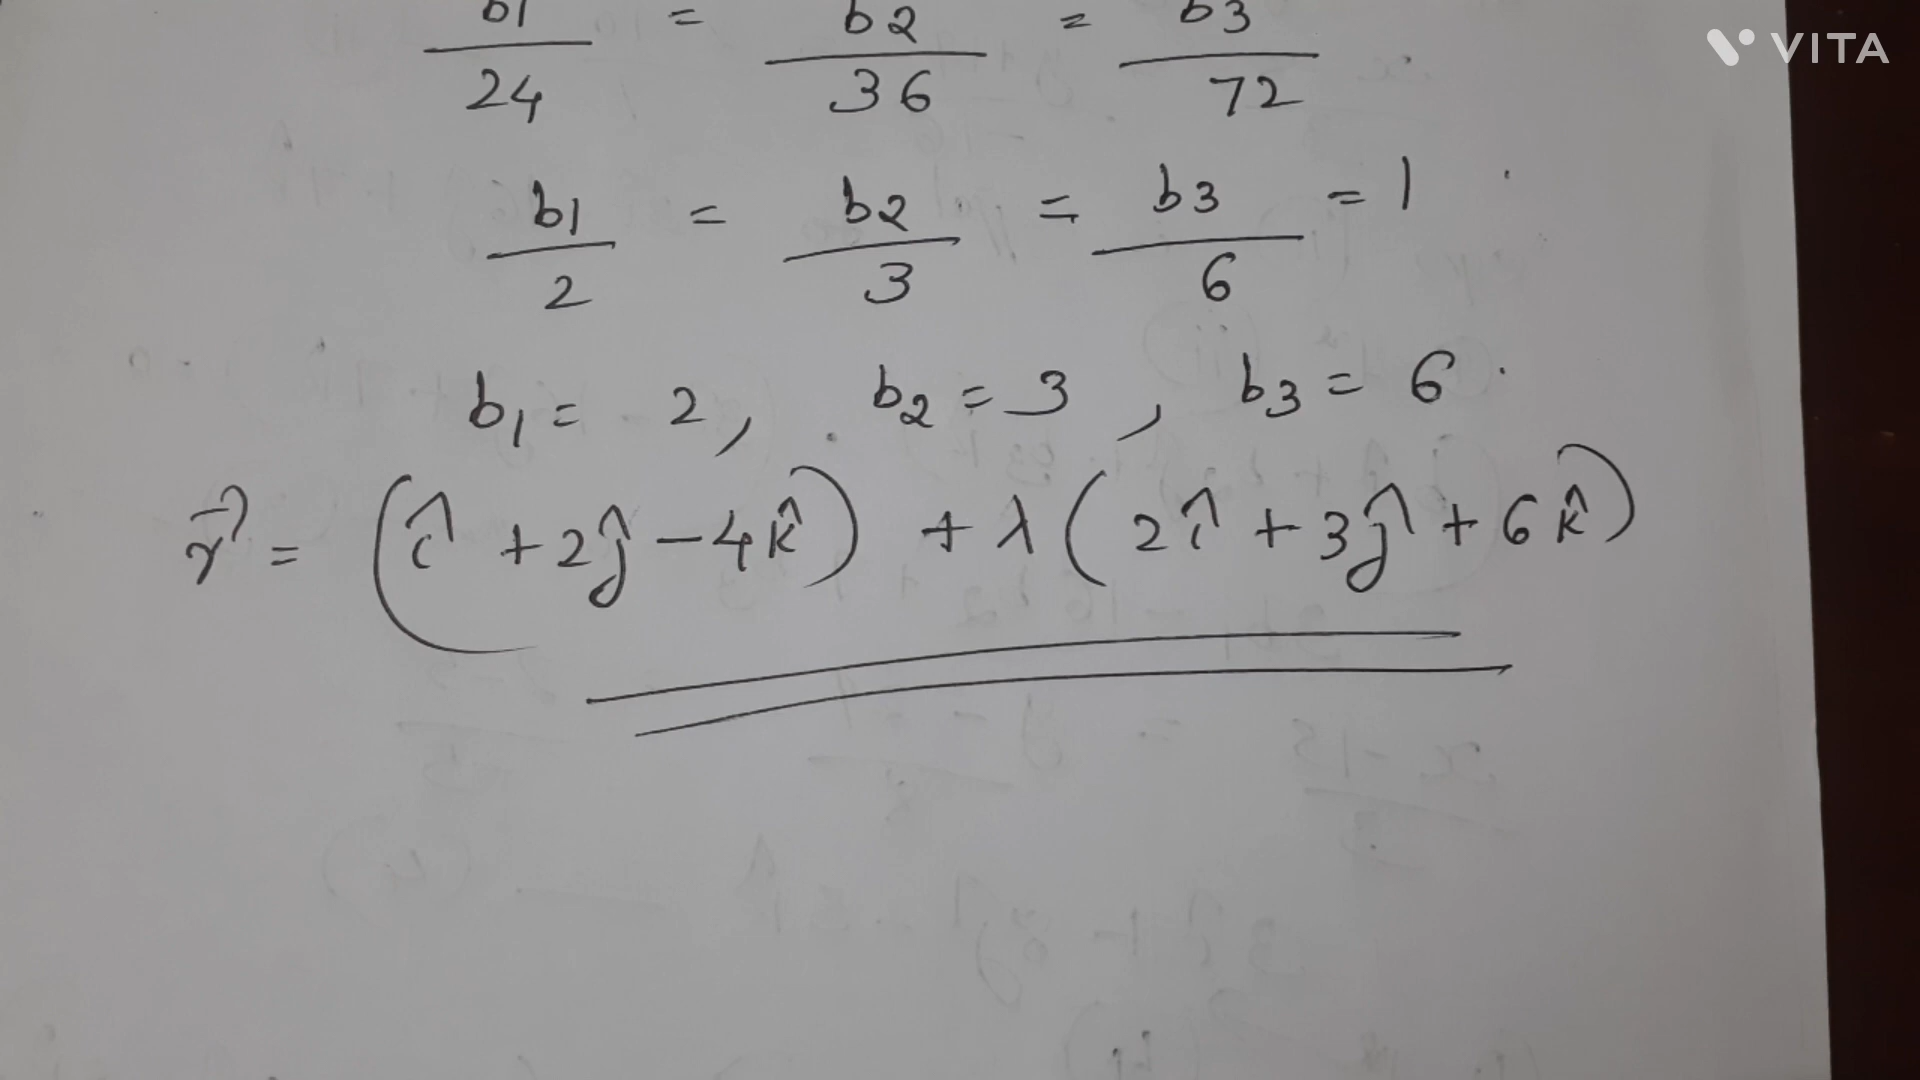 b1/24 = b2/36 = b3/72
VITA
b1/2 = b2/3 = b3/6 = 1
b1 = 2, b2 = 3, b3 = 6.
r⃗ = (î + 2ĵ - 4k̂) + λ(2î + 3ĵ + 6k̂)